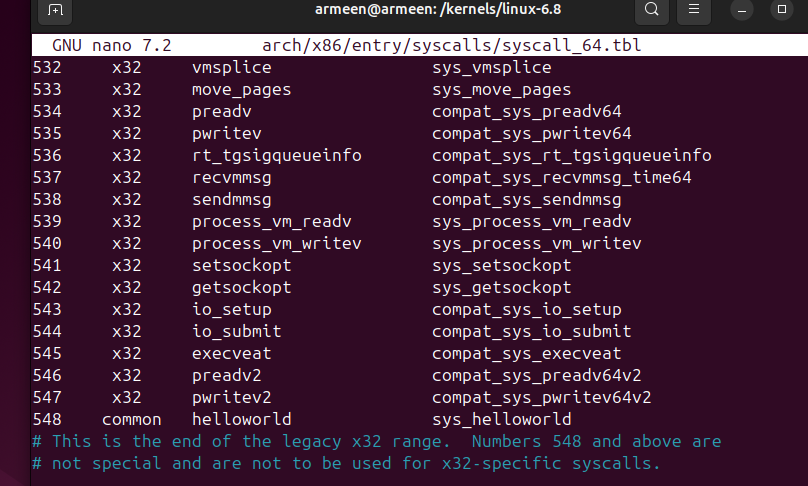 armeen@armeen: /kernels/linux-6.8
GNU nano 7.2 arch/x86/entry/syscalls/syscall_64.tbl
532 x32 vmsplice sys_vmsplice
533 x32 move_pages sys_move_pages
534 x32 preadv compat_sys_preadv64
535 x32 pwritev compat_sys_pwritev64
536 x32 rt_tgsigqueueinfo compat_sys_rt_tgsigqueueinfo
537 x32 recvmmsg compat_sys_recvmmsg_time64
538 x32 sendmmsg compat_sys_sendmmsg
539 x32 process_vm_readv sys_process_vm_readv
540 x32 process_vm_writev sys_process_vm_writev
541 x32 setsockopt sys_setsockopt
542 x32 getsockopt sys_getsockopt
543 x32 io_setup compat_sys_io_setup
544 x32 io_submit compat_sys_io_submit
545 x32 execveat compat_sys_execveat
546 x32 preadv2 compat_sys_preadv64v2
547 x32 pwritev2 compat_sys_pwritev64v2
548 common helloworld sys_helloworld
# This is the end of the legacy x32 range.  Numbers 548 and above are
# not special and are not to be used for x32-specific syscalls.